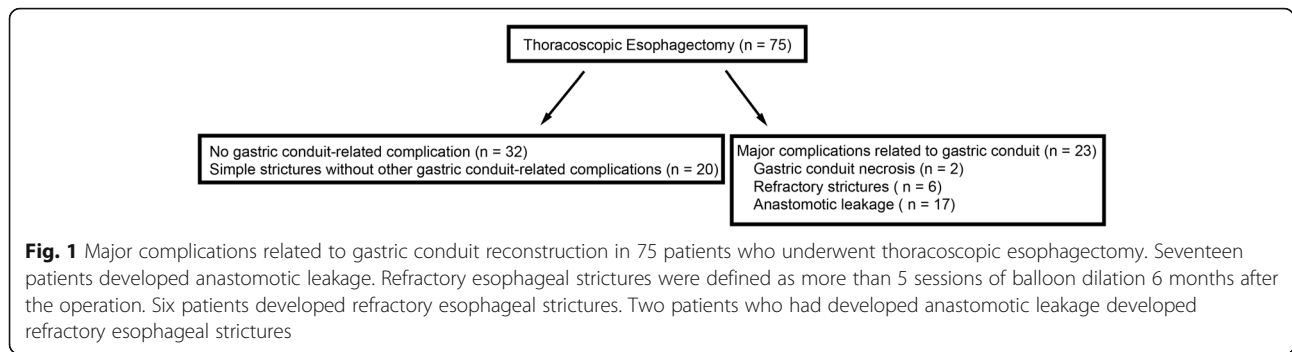 Thoracoscopic Esophagectomy (n = 75)
No gastric conduit-related complication (n = 32)
Simple strictures without other gastric conduit-related complications (n = 20)
Major complications related to gastric conduit (n = 23)
Gastric conduit necrosis (n = 2)
Refractory strictures ( n = 6)
Anastomotic leakage ( n = 17)
Fig. 1 Major complications related to gastric conduit reconstruction in 75 patients who underwent thoracoscopic esophagectomy. Seventeen
patients developed anastomotic leakage. Refractory esophageal strictures were defined as more than 5 sessions of balloon dilation 6 months after
the operation. Six patients developed refractory esophageal strictures. Two patients who had developed anastomotic leakage developed
refractory esophageal strictures